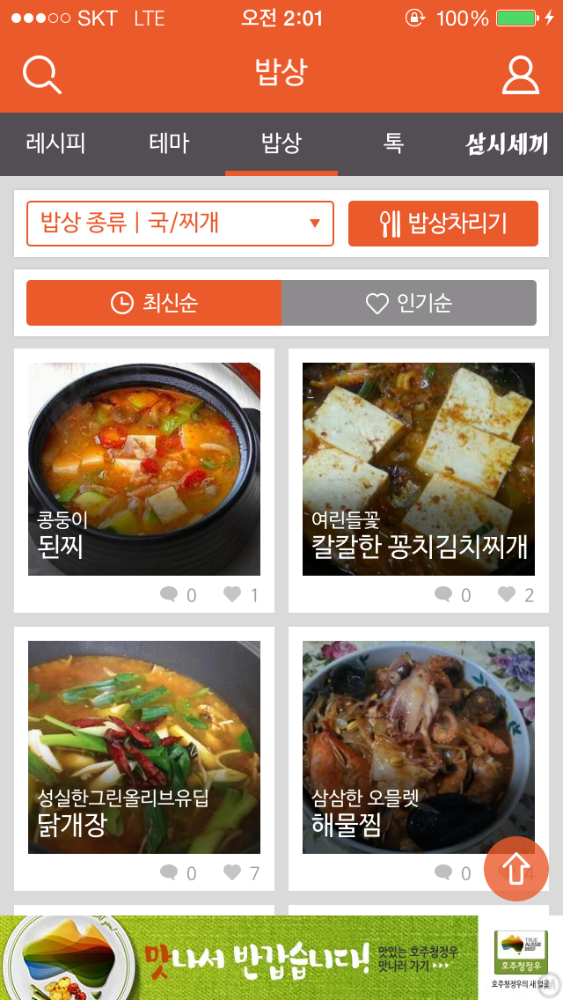 SKT LTE 오전 2:01 100%
밥상
레시피 테마 밥상 톡 삼시세끼
밥상 종류 | 국/찌개 밥상차리기
최신순 인기순
콩둥이
된찌
0 1
여린들꽃
칼칼한 꽁치김치찌개
0 2
성실한그린올리브유딥
닭개장
0 7
삼삼한 오믈렛
해물찜
0 4
맛나서 반갑습니다!
맛있는 호주청정우
맛나러 가기
TRUE
AUSSIE
BEEF
호주청정우
호주청정우의 새 얼굴